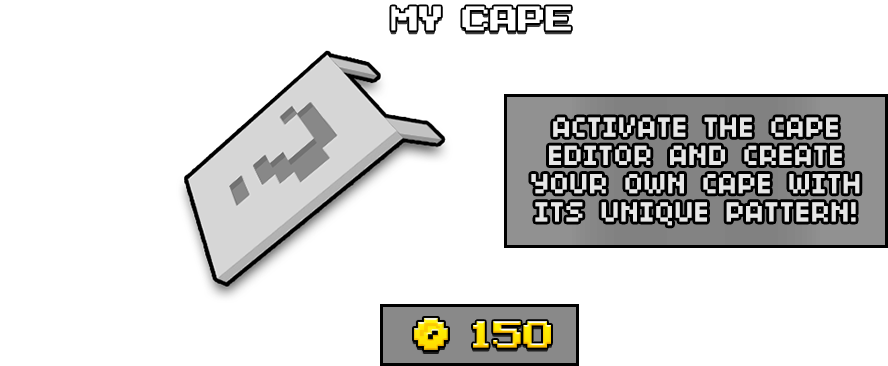 MY CAPE
ACTIVATE THE CAPE
EDITOR AND CREATE
YOUR OWN CAPE WITH
ITS UNIQUE PATTERN!
150